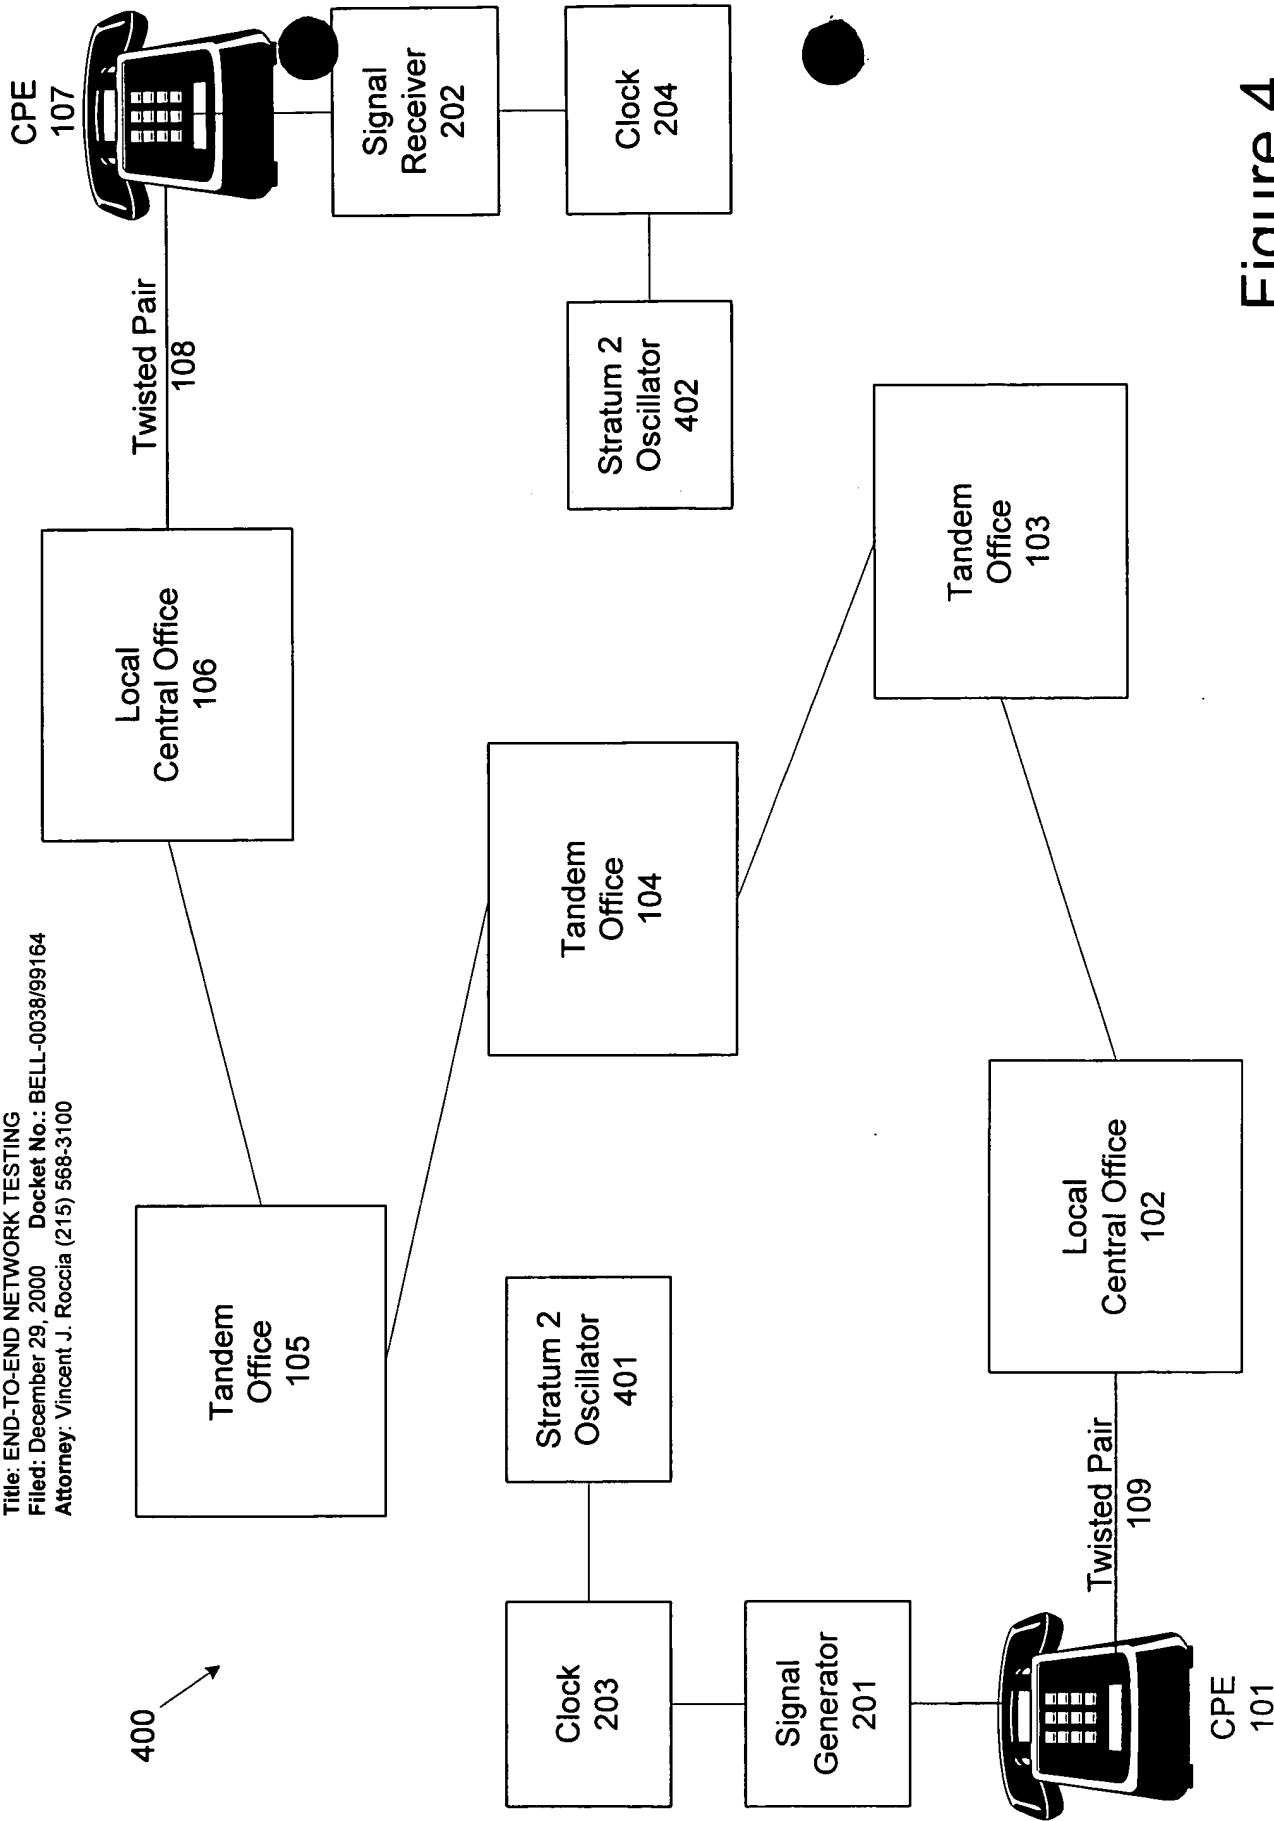 Title: END-TO-END NETWORK TESTING
Filed: December 29, 2000 Docket No.: BELL-0038/99164
Attorney: Vincent J. Roccia (215) 568-3100
400
Tandem
Office
105
Local
Central Office
106
Twisted Pair
108
CPE
107
Signal
Receiver
202
Clock
204
Stratum 2
Oscillator
402
Tandem
Office
104
Tandem
Office
103
Clock
203
Stratum 2
Oscillator
401
Signal
Generator
201
CPE
101
Twisted Pair
109
Local
Central Office
102
Figure 4